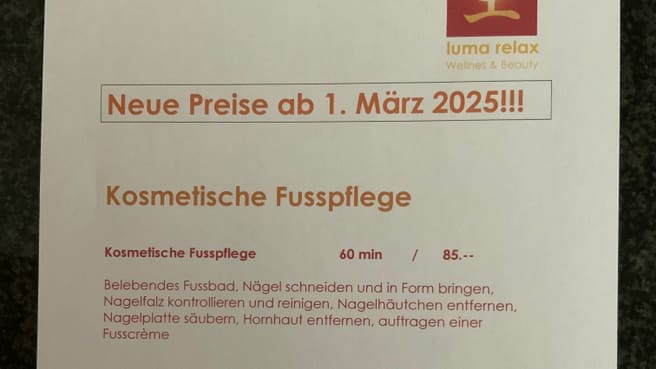 luma relax
Wellnes & Beauty
Neue Preise ab 1. März 2025!!!
Kosmetische Fusspflege
Kosmetische Fusspflege 60 min / 85.--
Belebendes Fussbad, Nägel schneiden und in Form bringen,
Nagelfalz kontrollieren und reinigen, Nagelhäutchen entfernen,
Nagelplatte säubern, Hornhaut entfernen, auftragen einer
Fusscrème